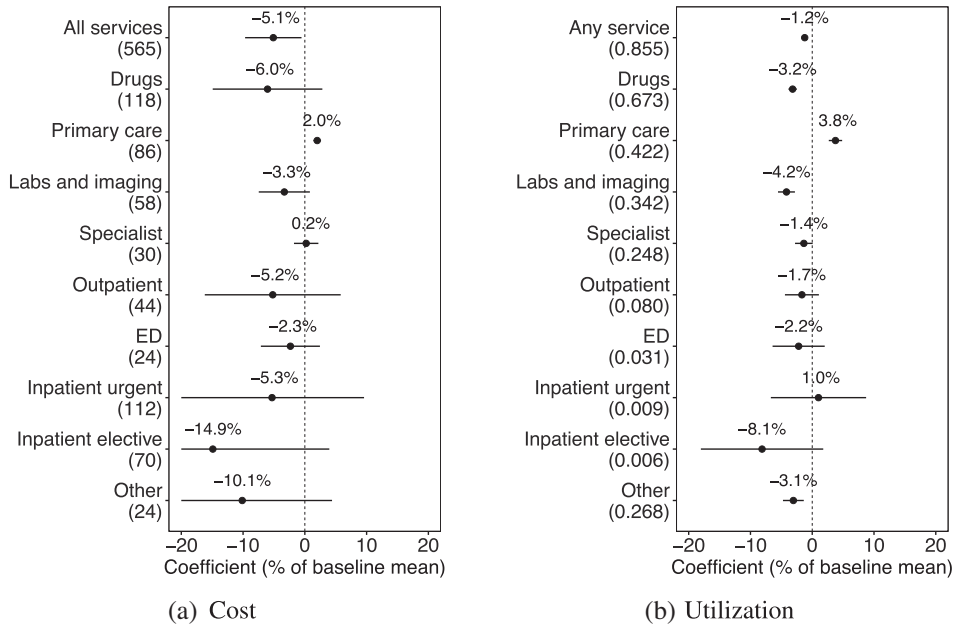 All services
(565)
−5.1%
Drugs
(118)
−6.0%
Primary care
(86)
2.0%
Labs and imaging
(58)
−3.3%
Specialist
(30)
0.2%
Outpatient
(44)
−5.2%
ED
(24)
−2.3%
Inpatient urgent
(112)
−5.3%
Inpatient elective
(70)
−14.9%
Other
(24)
−10.1%
−20 −10 0 10 20
Coefficient (% of baseline mean)
(a) Cost
Any service
(0.855)
−1.2%
Drugs
(0.673)
−3.2%
Primary care
(0.422)
3.8%
Labs and imaging
(0.342)
−4.2%
Specialist
(0.248)
−1.4%
Outpatient
(0.080)
−1.7%
ED
(0.031)
−2.2%
Inpatient urgent
(0.009)
1.0%
Inpatient elective
(0.006)
−8.1%
Other
(0.268)
−3.1%
−20 −10 0 10 20
Coefficient (% of baseline mean)
(b) Utilization